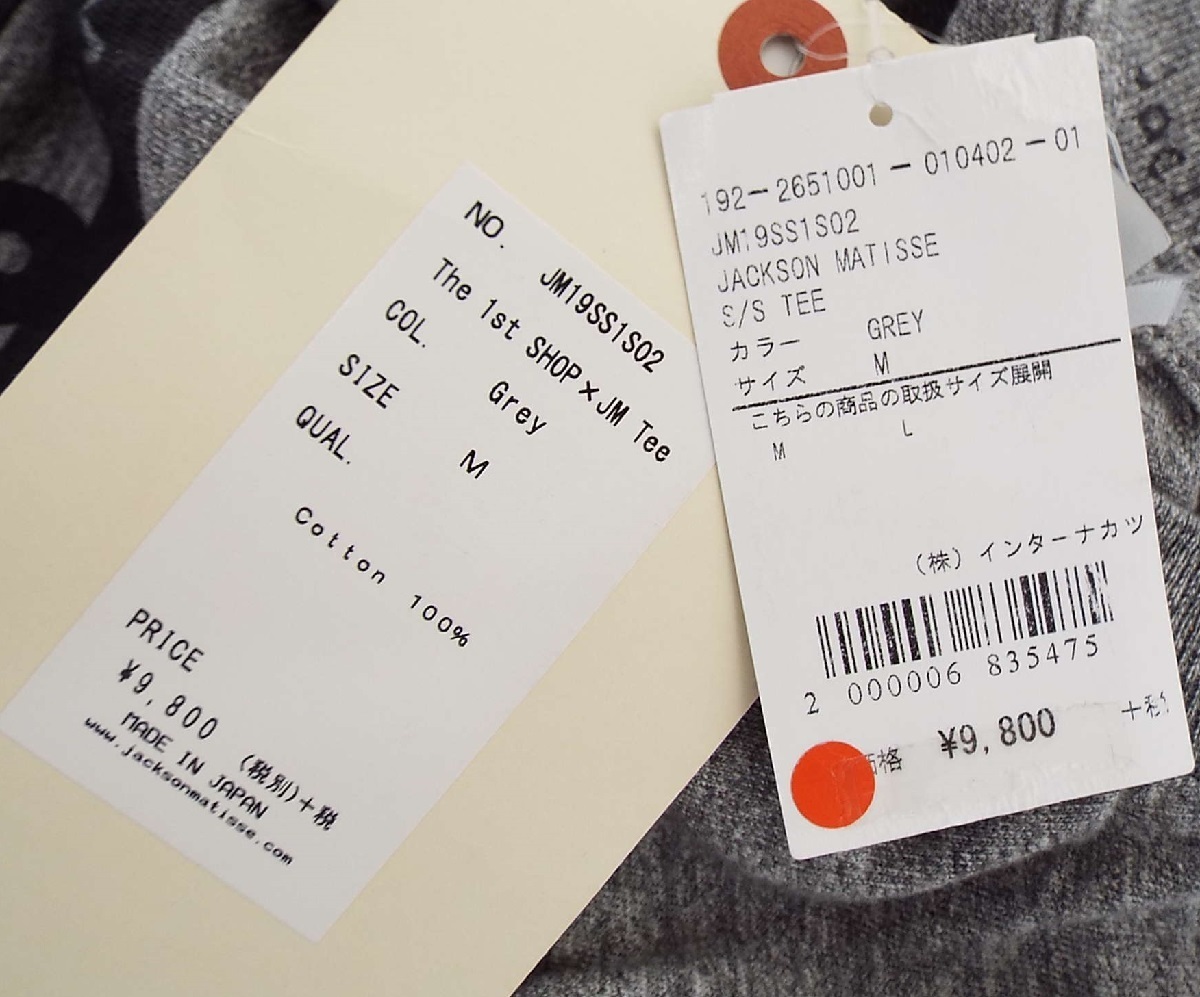 NO. JM19SS1S02
The 1st SHOP×JM Tee
COL. Grey
SIZE M
QUAL.
Cotton 100%
PRICE
¥9,800 (税別)+税
MADE IN JAPAN
www.jacksonmatisse.com
192-2651001-010402-01
JM19SS1S02
JACKSON MATISSE
S/S TEE
カラー GREY
サイズ M
こちらの商品の取扱サイズ展開
M L
(株)インターナカツ
2 000006 835475
価格 ¥9,800 +税